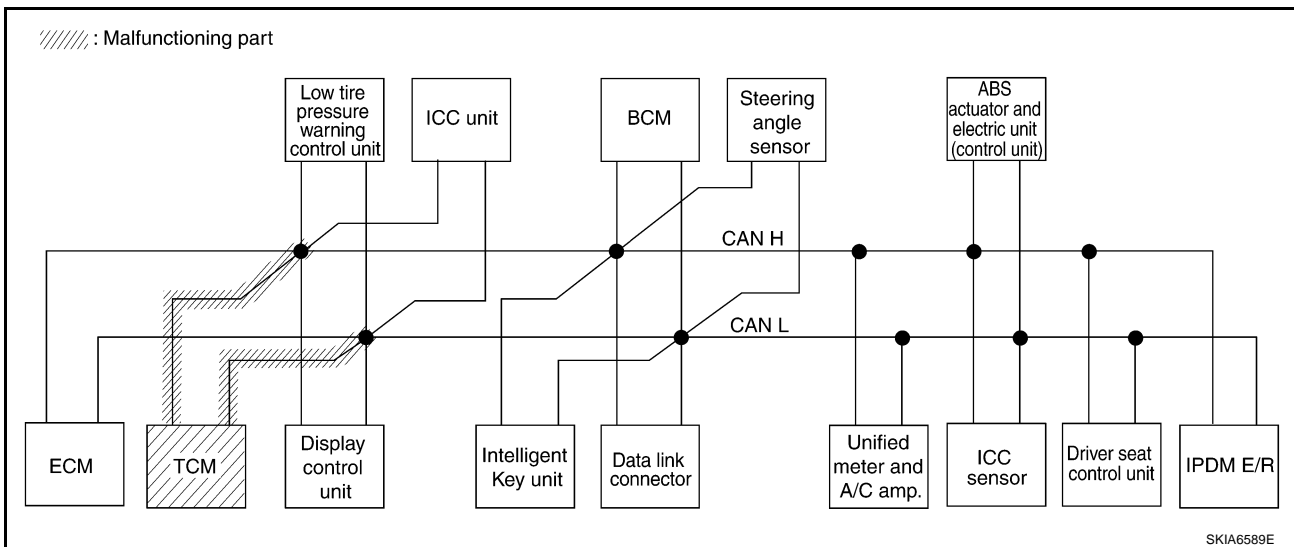 : Malfunctioning part
Low tire
pressure
warning
control unit
ICC unit
BCM
Steering
angle
sensor
ABS
actuator and
electric unit
(control unit)
CAN H
CAN L
ECM
TCM
Display
control
unit
Intelligent
Key unit
Data link
connector
Unified
meter and
A/C amp.
ICC
sensor
Driver seat
control unit
IPDM E/R
SKIA6589E